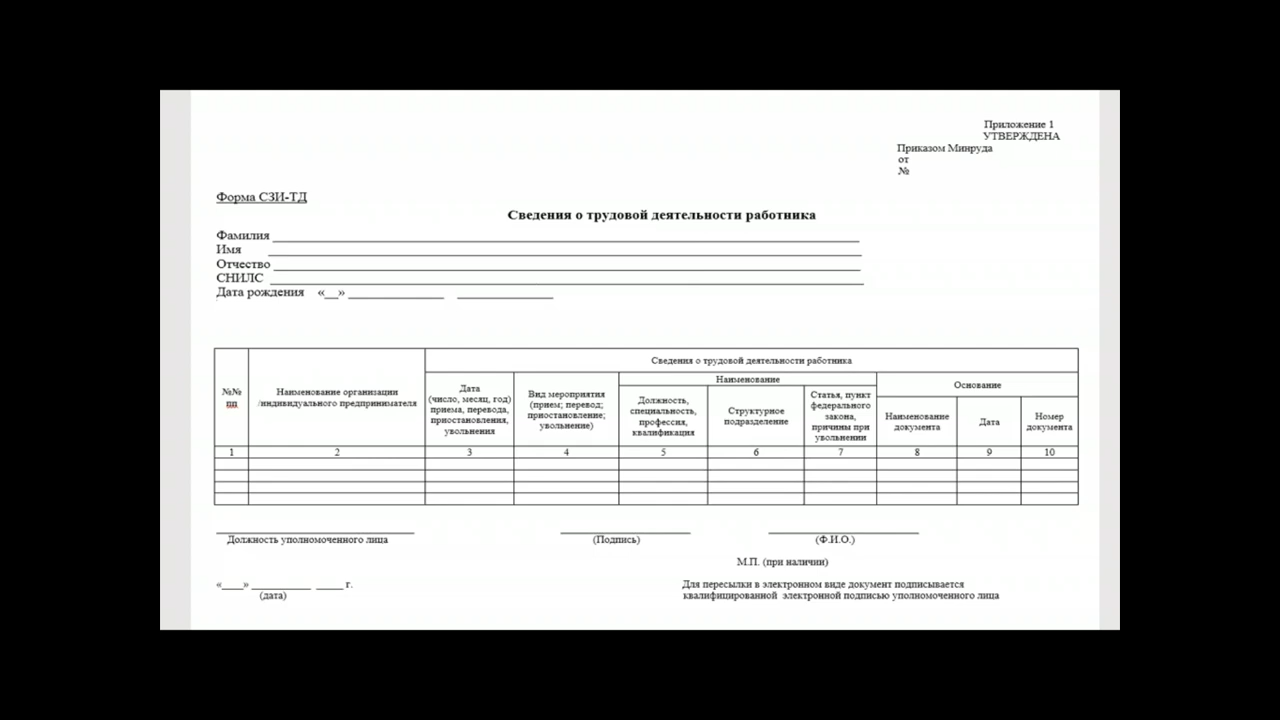 Приложение 1
УТВЕРЖДЕНА
Приказом Минруда
от
№
Форма СЗИ-ТД
Сведения о трудовой деятельности работника
Фамилия
Имя
Отчество
СНИЛС
Дата рождения «__»
№№ пп
Наименование организации /индивидуального предпринимателя
Сведения о трудовой деятельности работника
Дата (число, месяц, год) приема, перевода, приостановления, увольнения
Вид мероприятия (прием; перевод; приостановление; увольнение)
Наименование
Должность, специальность, профессия, квалификация
Структурное подразделение
Статья, пункт федерального закона, причины при увольнении
Основание
Наименование документа
Дата
Номер документа
1 2 3 4 5 6 7 8 9 10
Должность уполномоченного лица (Подпись) (Ф.И.О.)
М.П. (при наличии)
«____» __________ _____ г.
(дата)
Для пересылки в электронном виде документ подписывается
квалифицированной электронной подписью уполномоченного лица